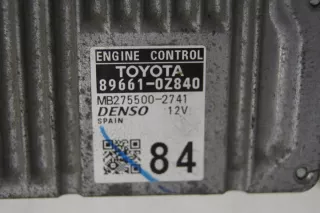 ENGINE CONTROL
TOYOTA
89661-0Z840
MB275500-2741
DENSO 12V
SPAIN
84